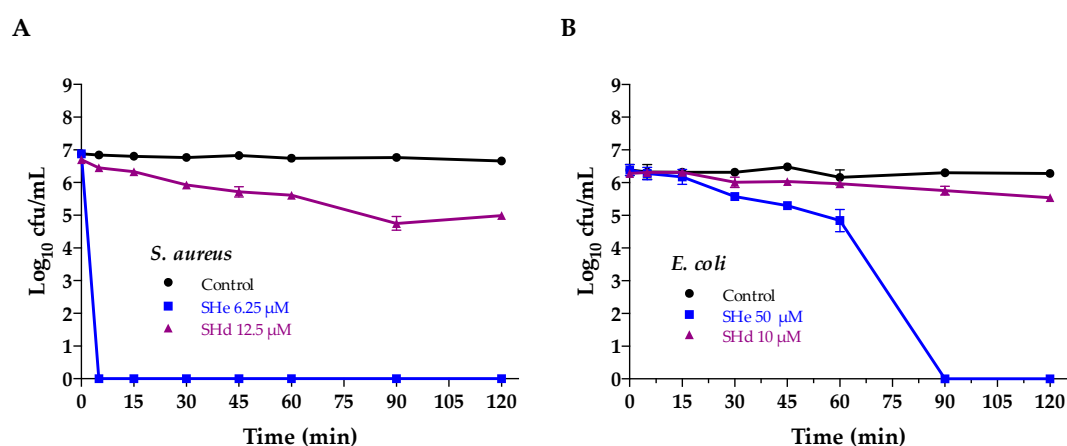 A
Log10 cfu/mL
9
8
7
6
5
4
3
2
1
0
S. aureus
Control
SHe 6.25 µM
SHd 12.5 µM
0 15 30 45 60 75 90 105 120
Time (min)
B
Log10 cfu/mL
9
8
7
6
5
4
3
2
1
0
E. coli
Control
SHe 50 µM
SHd 10 µM
0 15 30 45 60 75 90 105 120
Time (min)